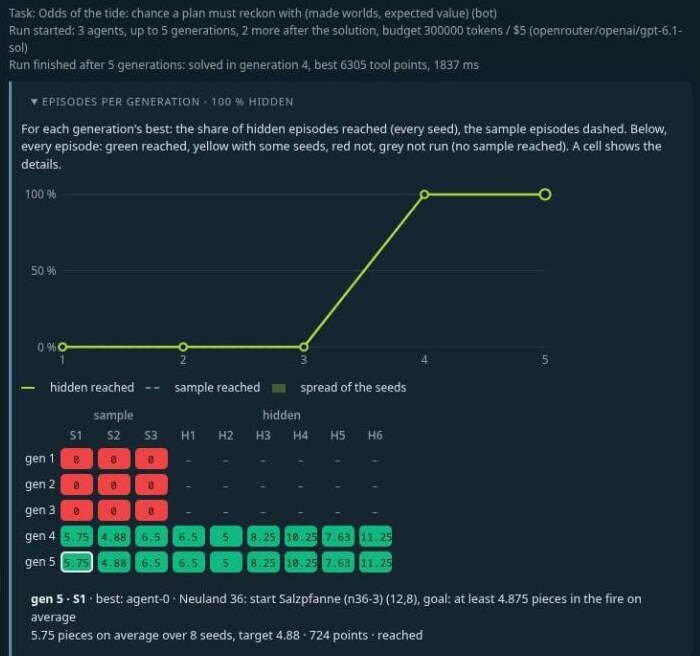 Task: Odds of the tide: chance a plan must reckon with (made worlds, expected value) (bot)
Run started: 3 agents, up to 5 generations, 2 more after the solution, budget 300000 tokens / $5 (openrouter/openai/gpt-6.1-
sol)
Run finished after 5 generations: solved in generation 4, best 6305 tool points, 1837 ms
▼ EPISODES PER GENERATION · 100 % HIDDEN
For each generation's best: the share of hidden episodes reached (every seed), the sample episodes dashed. Below,
every episode: green reached, yellow with some seeds, red not, grey not run (no sample reached). A cell shows the
details.
100 %
50 %
0 %
1 2 3 4 5
hidden reached sample reached spread of the seeds
sample hidden
S1 S2 S3 H1 H2 H3 H4 H5 H6
gen 1 0 0 0 – – – – – –
gen 2 0 0 0 – – – – – –
gen 3 0 0 0 – – – – – –
gen 4 5.75 4.88 6.5 6.5 5 8.25 10.25 7.63 11.25
gen 5 5.75 4.88 6.5 6.5 5 8.25 10.25 7.63 11.25
gen 5 · S1 · best: agent-0 · Neuland 36: start Salzpfanne (n36-3) (12,8), goal: at least 4.875 pieces in the fire on
average
5.75 pieces on average over 8 seeds, target 4.88 · 724 points · reached